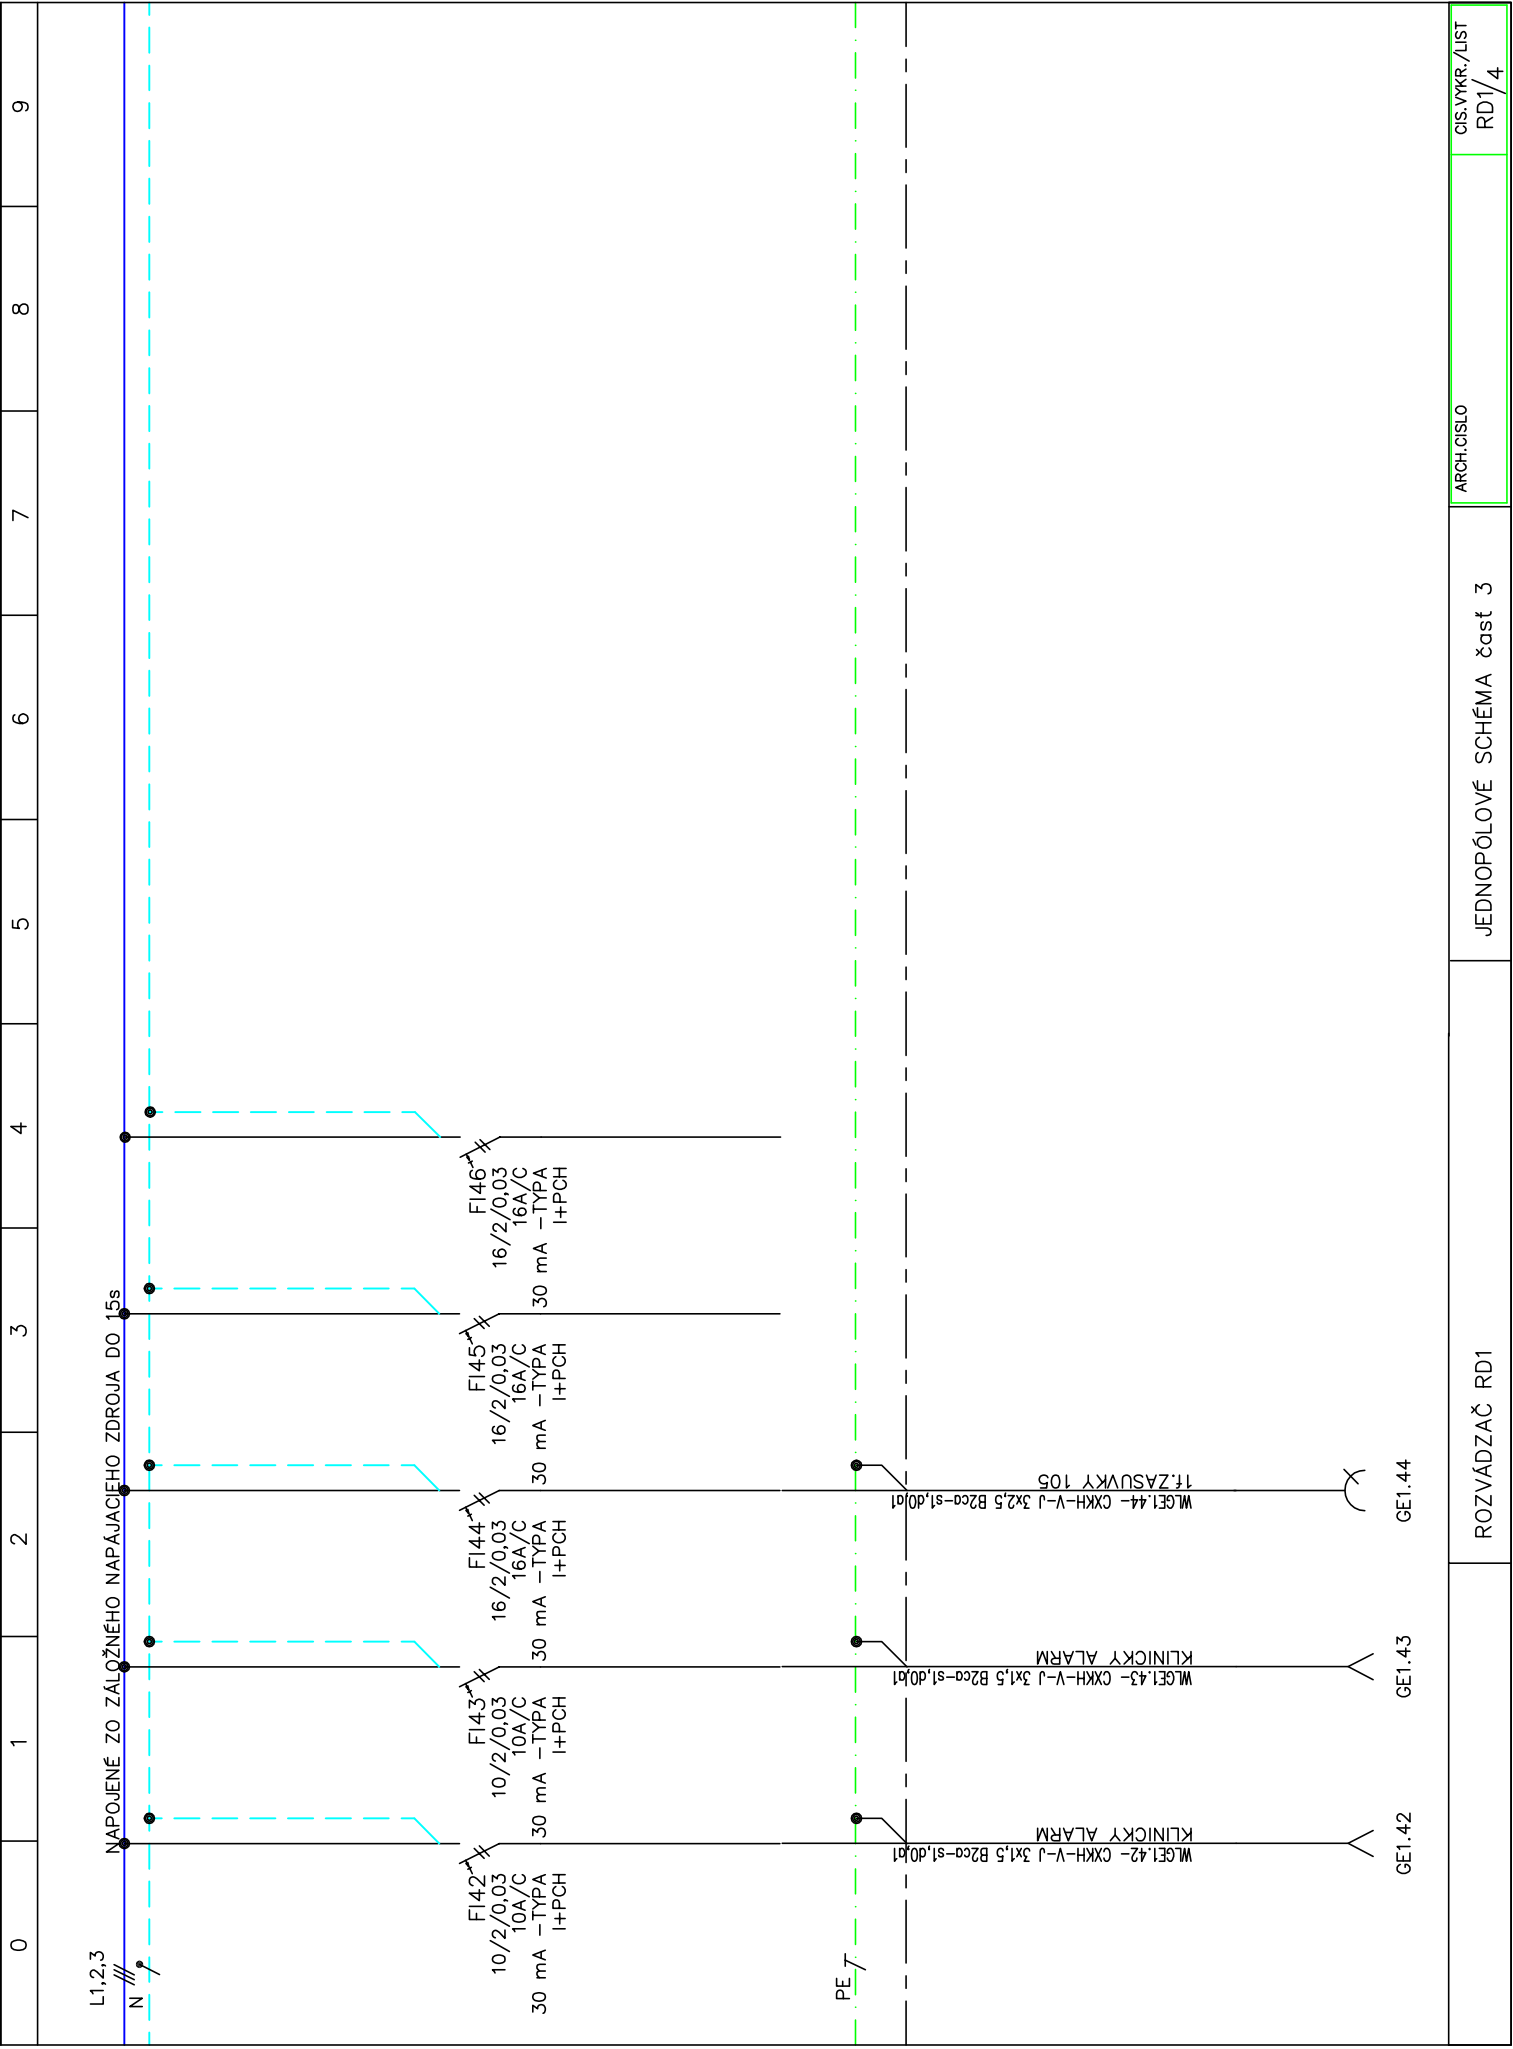 0 1 2 3 4 5 6 7 8 9
L1,2,3
NAPOJENÉ ZO ZÁLOŽNÉHO NAPÁJACIEHO ZDROJA DO 15s
N
FI42
10/2/0,03
10A/C
30 mA –TYPA
I+PCH
FI43
10/2/0,03
10A/C
30 mA –TYPA
I+PCH
FI44
16/2/0,03
16A/C
30 mA –TYPA
I+PCH
FI45
16/2/0,03
16A/C
30 mA –TYPA
I+PCH
FI46
16/2/0,03
16A/C
30 mA –TYPA
I+PCH
PE
WLGE1.42– CXKH–V–J 3x1,5 B2ca–s1,d0,a1
KLINICKY ALARM
WLGE1.43– CXKH–V–J 3x1,5 B2ca–s1,d0,a1
KLINICKY ALARM
WLGE1.44– CXKH–V–J 3x2,5 B2ca–s1,d0,a1
1f.ZASUVKY 105
GE1.42
GE1.43
GE1.44
ROZVÁDZAČ RD1
JEDNOPÓLOVÉ SCHÉMA časť 3
ARCH.CISLO
CIS.VYKR./LIST
RD1/4